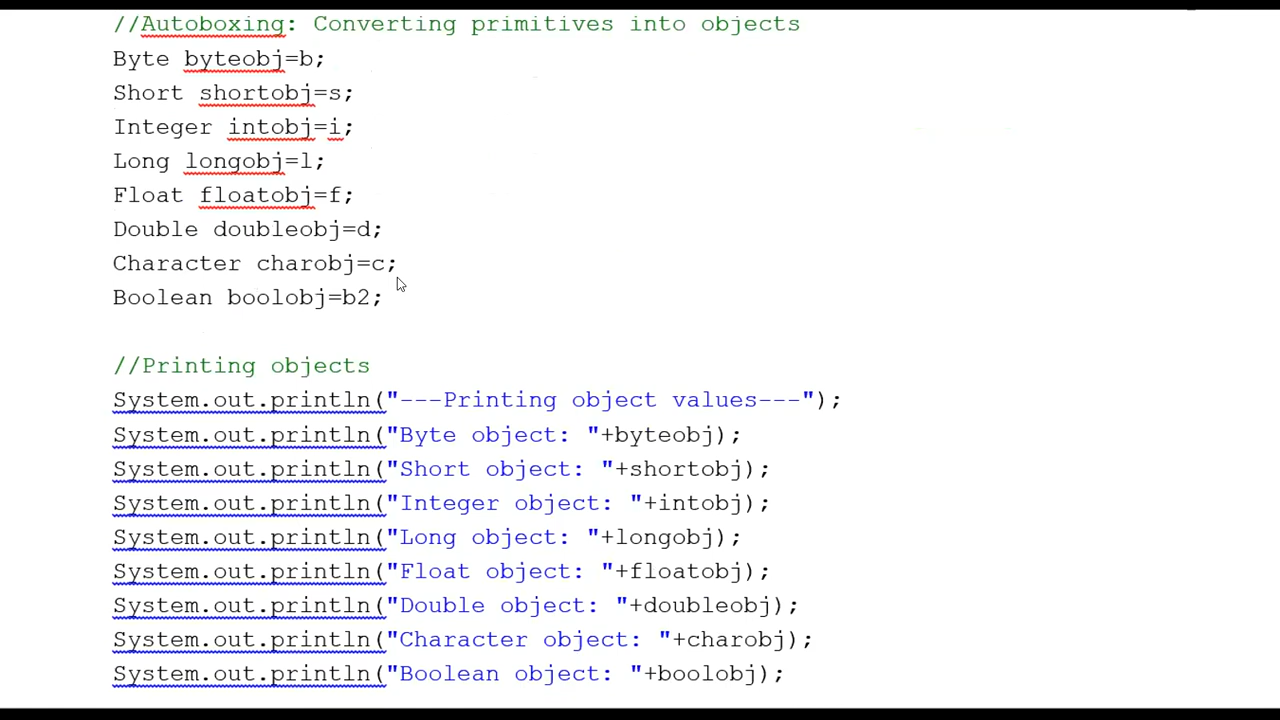 //Autoboxing: Converting primitives into objects
Byte byteobj=b;
Short shortobj=s;
Integer intobj=i;
Long longobj=l;
Float floatobj=f;
Double doubleobj=d;
Character charobj=c;
Boolean boolobj=b2;
//Printing objects
System.out.println("---Printing object values---");
System.out.println("Byte object: "+byteobj);
System.out.println("Short object: "+shortobj);
System.out.println("Integer object: "+intobj);
System.out.println("Long object: "+longobj);
System.out.println("Float object: "+floatobj);
System.out.println("Double object: "+doubleobj);
System.out.println("Character object: "+charobj);
System.out.println("Boolean object: "+boolobj);